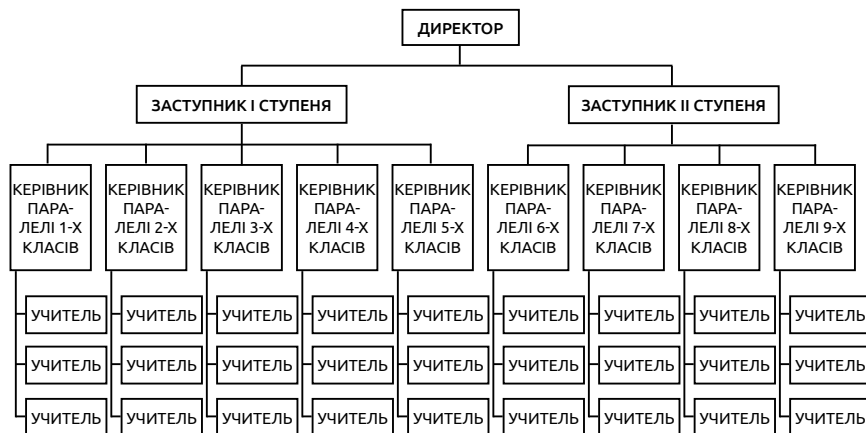 ДИРЕКТОР
ЗАСТУПНИК І СТУПЕНЯ
ЗАСТУПНИК ІІ СТУПЕНЯ
КЕРІВНИК
ПАРА-
ЛЕЛІ 1-Х
КЛАСІВ
КЕРІВНИК
ПАРА-
ЛЕЛІ 2-Х
КЛАСІВ
КЕРІВНИК
ПАРА-
ЛЕЛІ 3-Х
КЛАСІВ
КЕРІВНИК
ПАРА-
ЛЕЛІ 4-Х
КЛАСІВ
КЕРІВНИК
ПАРА-
ЛЕЛІ 5-Х
КЛАСІВ
КЕРІВНИК
ПАРА-
ЛЕЛІ 6-Х
КЛАСІВ
КЕРІВНИК
ПАРА-
ЛЕЛІ 7-Х
КЛАСІВ
КЕРІВНИК
ПАРА-
ЛЕЛІ 8-Х
КЛАСІВ
КЕРІВНИК
ПАРА-
ЛЕЛІ 9-Х
КЛАСІВ
УЧИТЕЛЬ УЧИТЕЛЬ УЧИТЕЛЬ УЧИТЕЛЬ УЧИТЕЛЬ УЧИТЕЛЬ УЧИТЕЛЬ УЧИТЕЛЬ УЧИТЕЛЬ
УЧИТЕЛЬ УЧИТЕЛЬ УЧИТЕЛЬ УЧИТЕЛЬ УЧИТЕЛЬ УЧИТЕЛЬ УЧИТЕЛЬ УЧИТЕЛЬ УЧИТЕЛЬ
УЧИТЕЛЬ УЧИТЕЛЬ УЧИТЕЛЬ УЧИТЕЛЬ УЧИТЕЛЬ УЧИТЕЛЬ УЧИТЕЛЬ УЧИТЕЛЬ УЧИТЕЛЬ